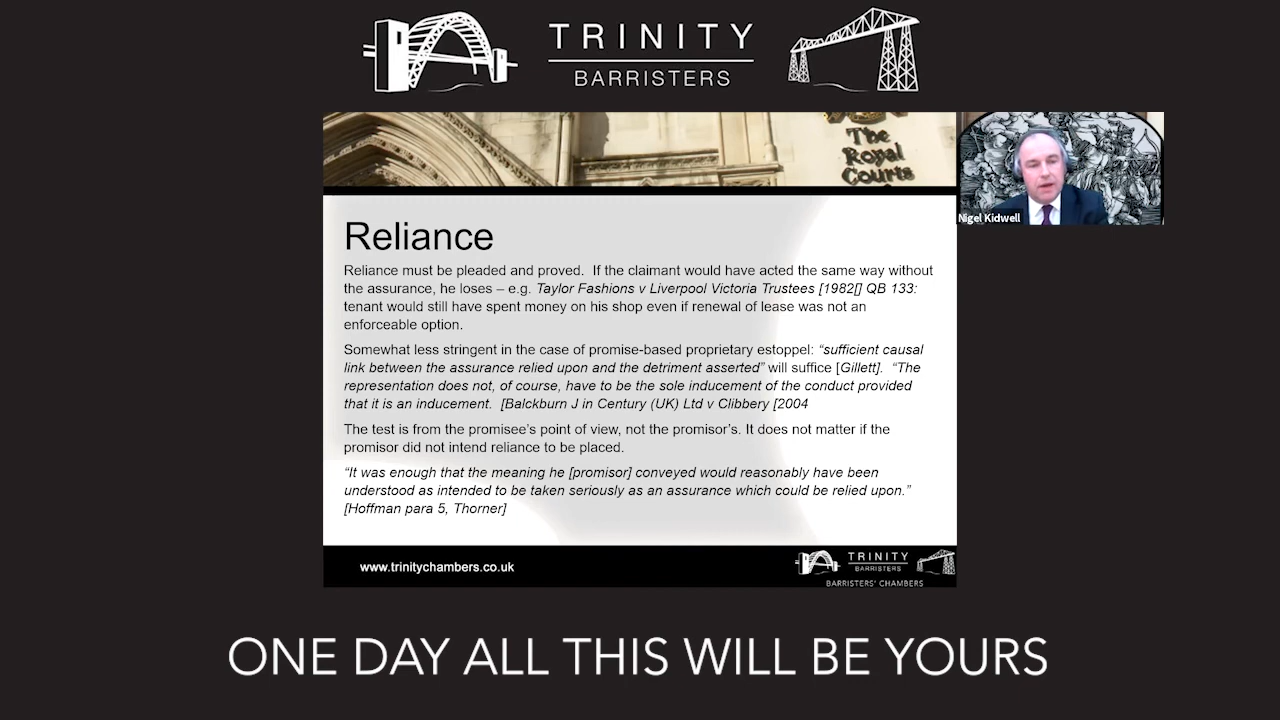 TRINITY
BARRISTERS
The
Royal
Courts
Nigel Kidwell
Reliance
Reliance must be pleaded and proved.  If the claimant would have acted the same way without
the assurance, he loses – e.g. Taylor Fashions v Liverpool Victoria Trustees [1982[] QB 133:
tenant would still have spent money on his shop even if renewal of lease was not an
enforceable option.
Somewhat less stringent in the case of promise-based proprietary estoppel: “sufficient causal
link between the assurance relied upon and the detriment asserted” will suffice [Gillett].  “The
representation does not, of course, have to be the sole inducement of the conduct provided
that it is an inducement.  [Balckburn J in Century (UK) Ltd v Clibbery [2004
The test is from the promisee’s point of view, not the promisor’s. It does not matter if the
promisor did not intend reliance to be placed.
“It was enough that the meaning he [promisor] conveyed would reasonably have been
understood as intended to be taken seriously as an assurance which could be relied upon.”
[Hoffman para 5, Thorner]
www.trinitychambers.co.uk
TRINITY
BARRISTERS
BARRISTERS' CHAMBERS
ONE DAY ALL THIS WILL BE YOURS